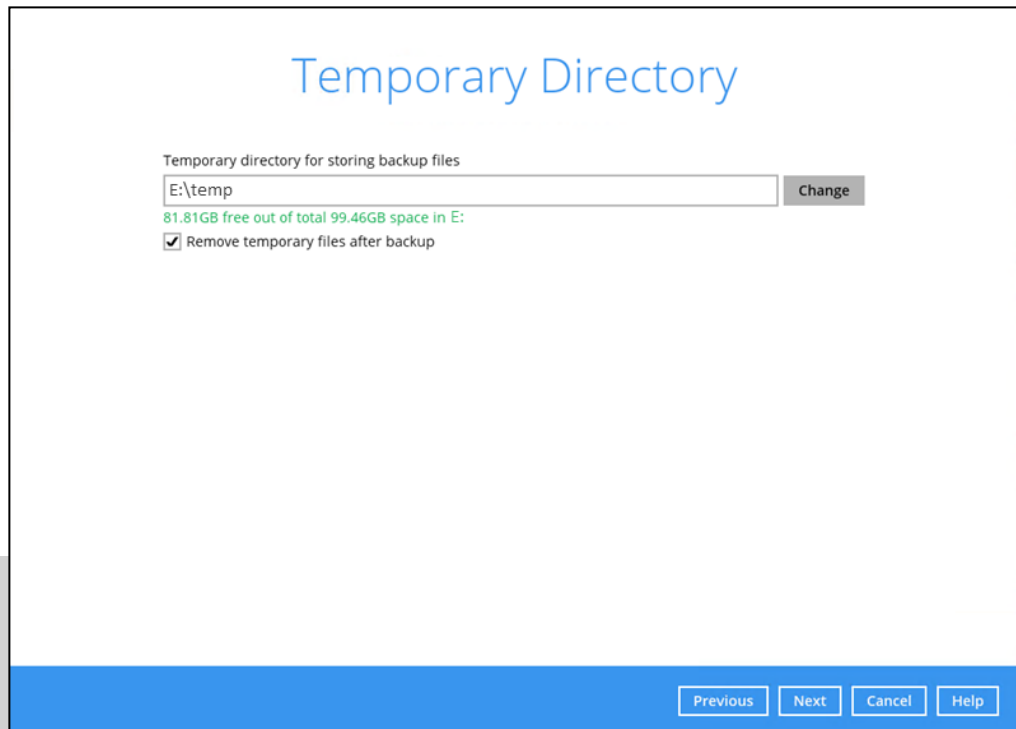 Temporary Directory
Temporary directory for storing backup files
E:\temp
Change
81.81GB free out of total 99.46GB space in E:
Remove temporary files after backup
Previous Next Cancel Help